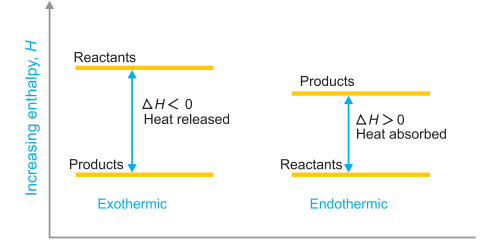 Increasing enthalpy, H
Reactants
ΔH < 0
Heat released
Products
Exothermic
Products
ΔH > 0
Heat absorbed
Reactants
Endothermic